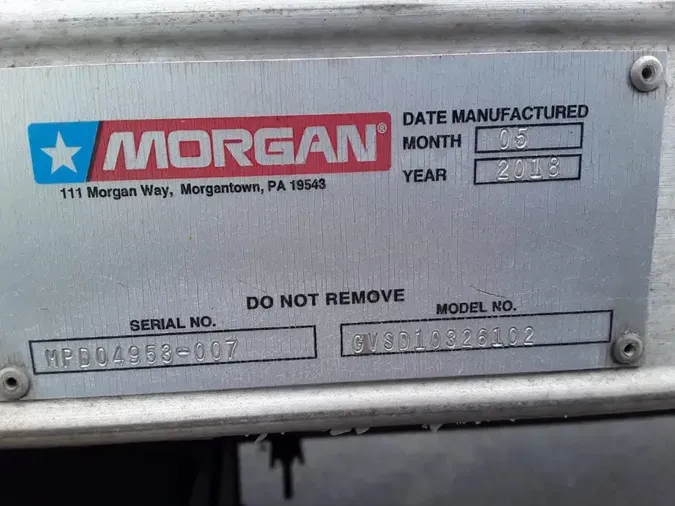 MORGAN®
111 Morgan Way, Morgantown, PA 19543
DATE MANUFACTURED
MONTH 05
YEAR 2018
DO NOT REMOVE
SERIAL NO.
MPD04953-007
MODEL NO.
GVSD10326102